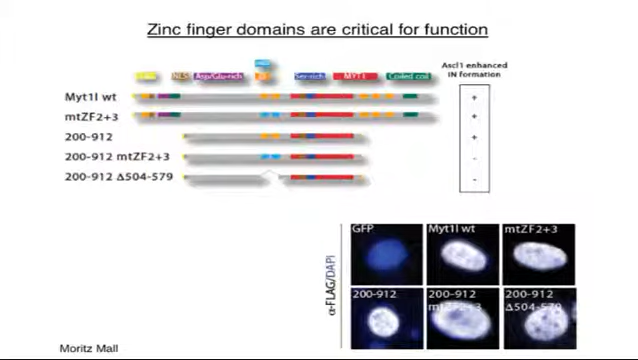 Zinc finger domains are critical for function
Ascl1 enhanced
IN formation
NLS Asp/Glu-rich Ser-rich MYT1 Coiled coil
Myt1l wt +
mtZF2+3 +
200-912 +
200-912 mtZF2+3 -
200-912 Δ504-579 -
α-FLAG/DAPI
GFP Myt1l wt mtZF2+3
200-912 200-912 mtZF2+3 200-912 Δ504-579
Moritz Mall